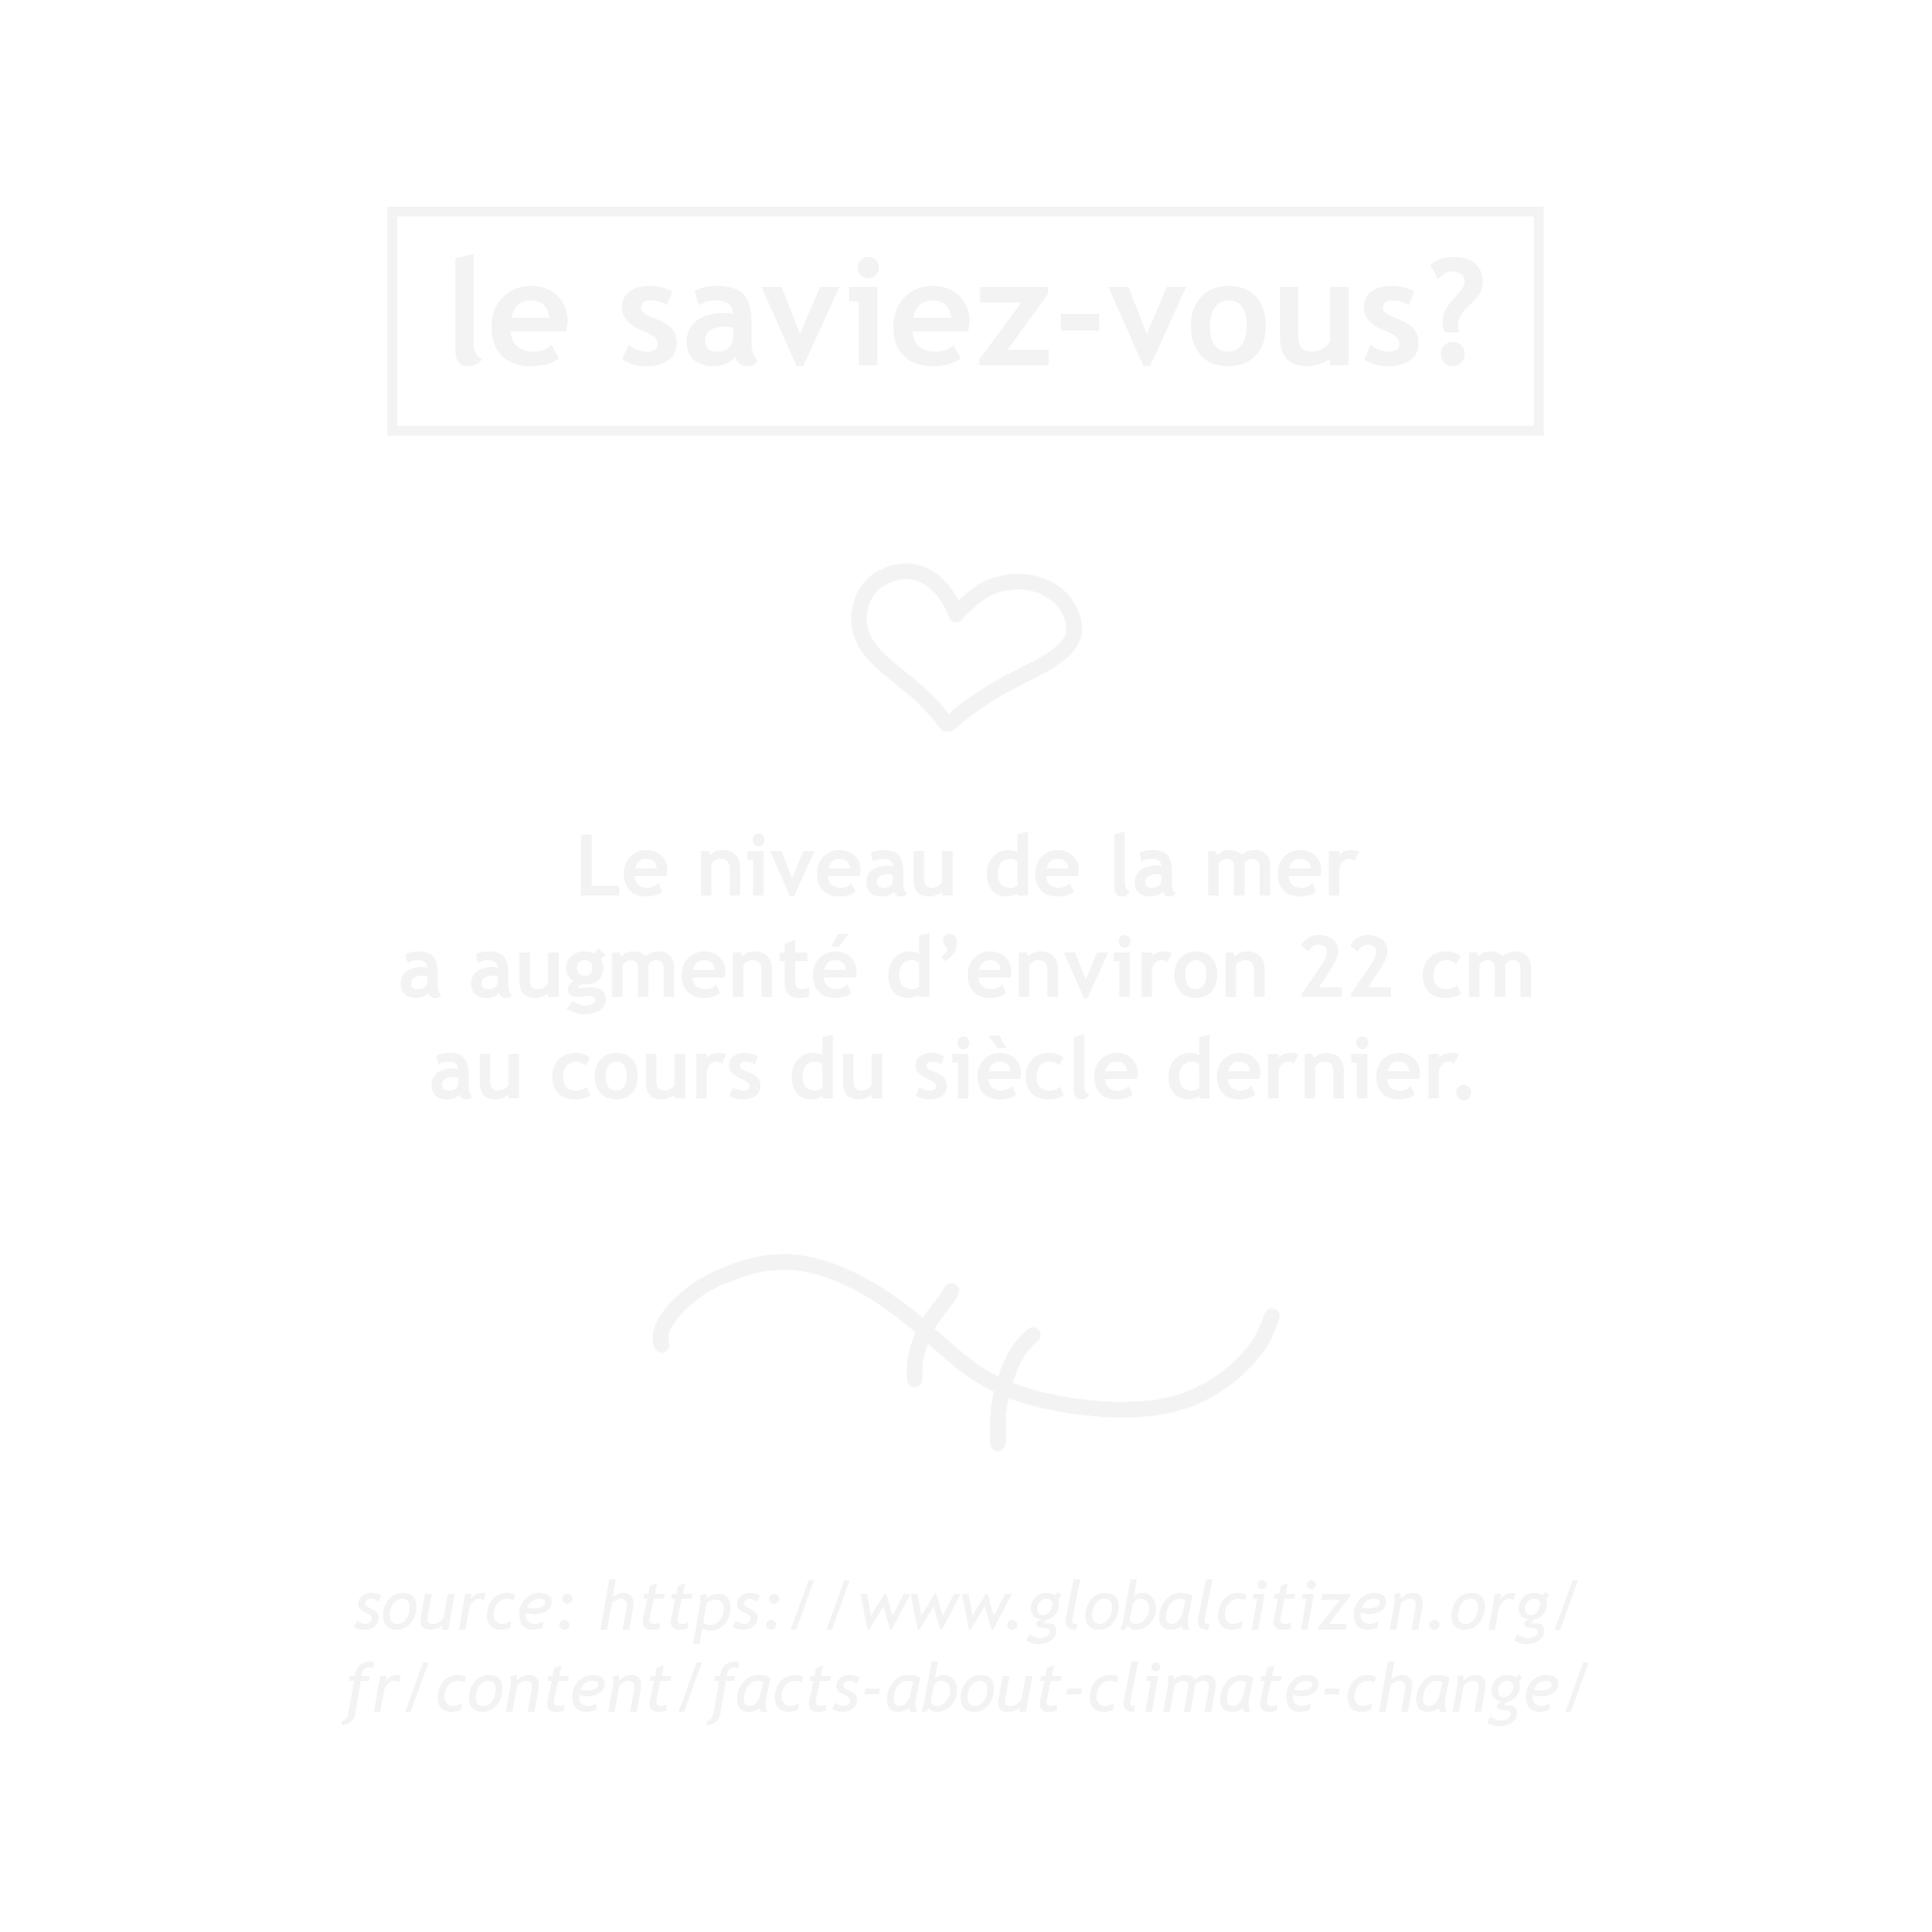 le saviez-vous?
Le niveau de la mer
a augmenté d’environ 22 cm
au cours du siècle dernier.
source: https://www.globalcitizen.org/
fr/content/facts-about-climate-change/